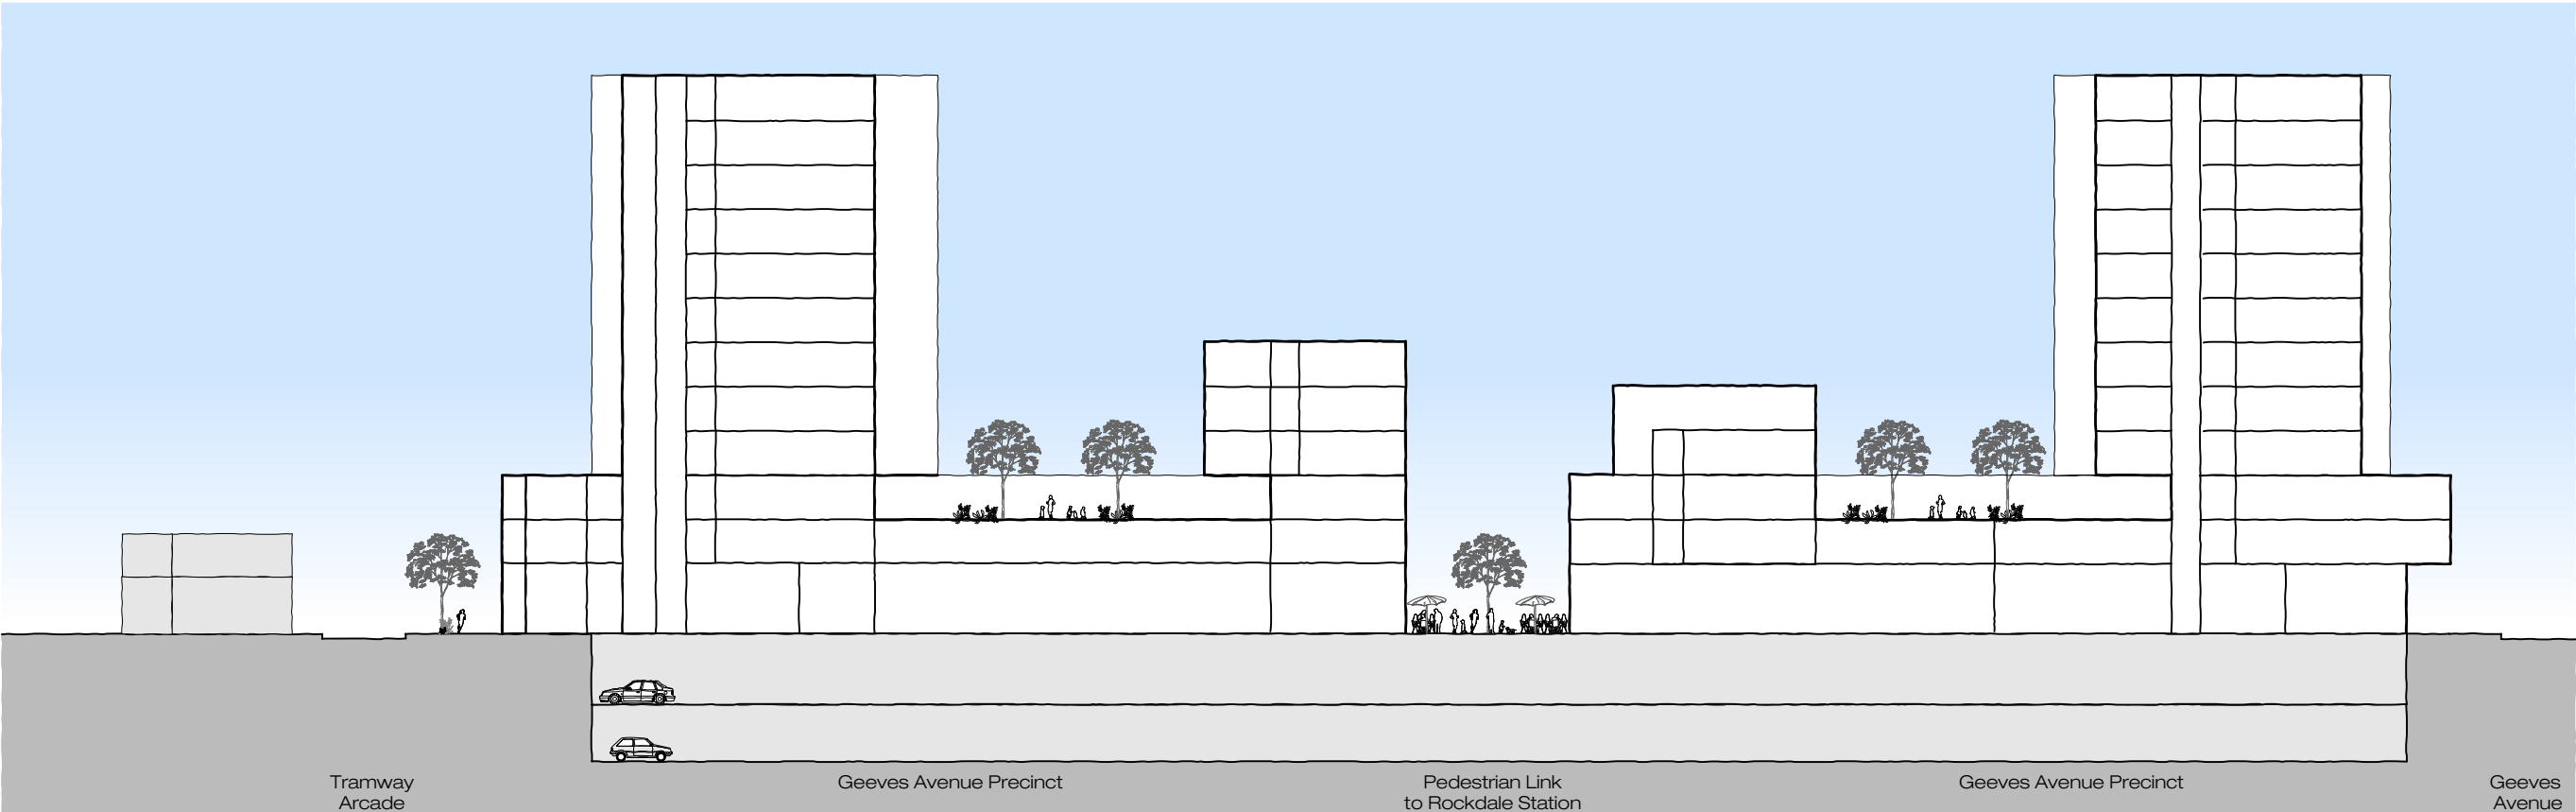 Tramway
Arcade
Geeves Avenue Precinct
Pedestrian Link
to Rockdale Station
Geeves Avenue Precinct
Geeves
Avenue